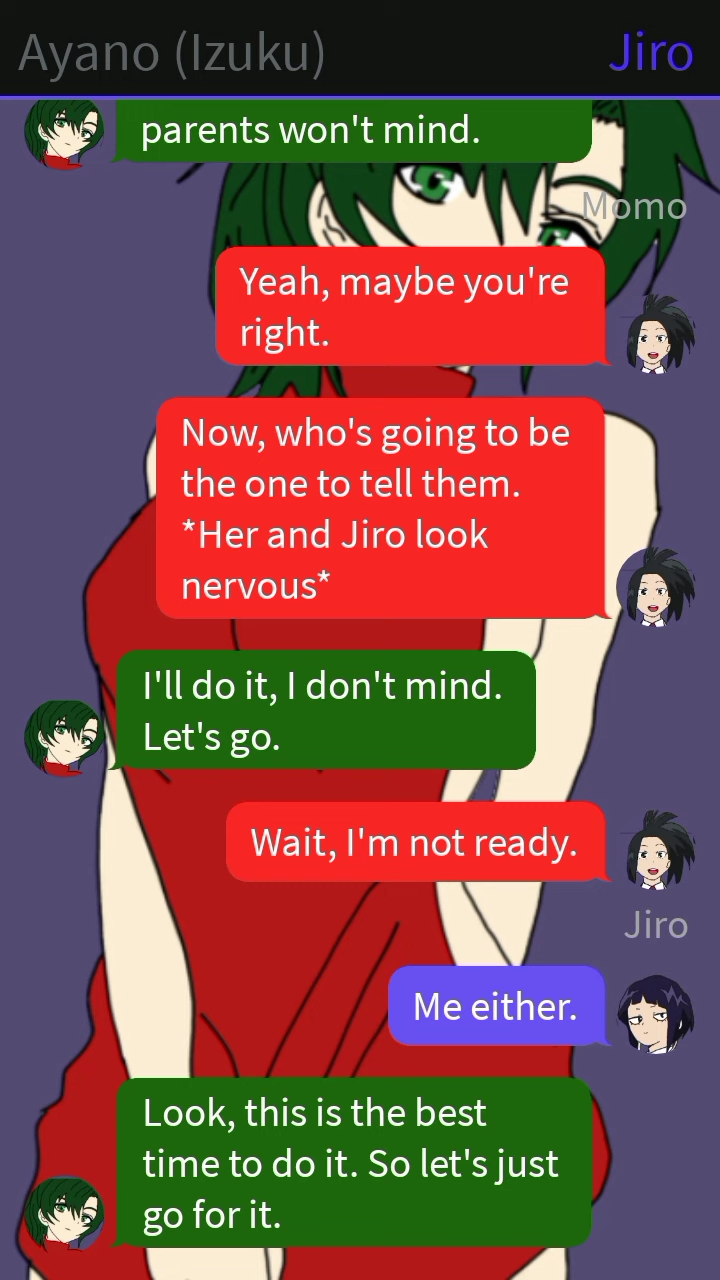 Ayano (Izuku)
Jiro
parents won't mind.
Momo
Yeah, maybe you're
right.
Now, who's going to be
the one to tell them.
*Her and Jiro look
nervous*
I'll do it, I don't mind.
Let's go.
Wait, I'm not ready.
Jiro
Me either.
Look, this is the best
time to do it. So let's just
go for it.